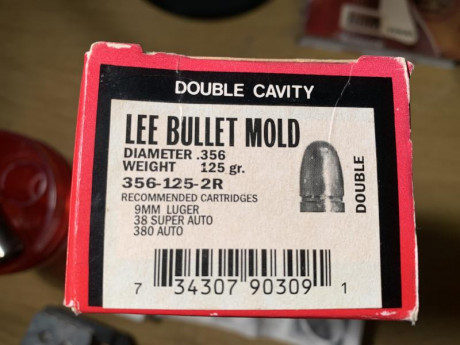 DOUBLE CAVITY
LEE BULLET MOLD
DIAMETER .356
WEIGHT 125 gr.
356-125-2R
RECOMMENDED CARTRIDGES
9MM LUGER
38 SUPER AUTO
380 AUTO
DOUBLE
7 34307 90309 1